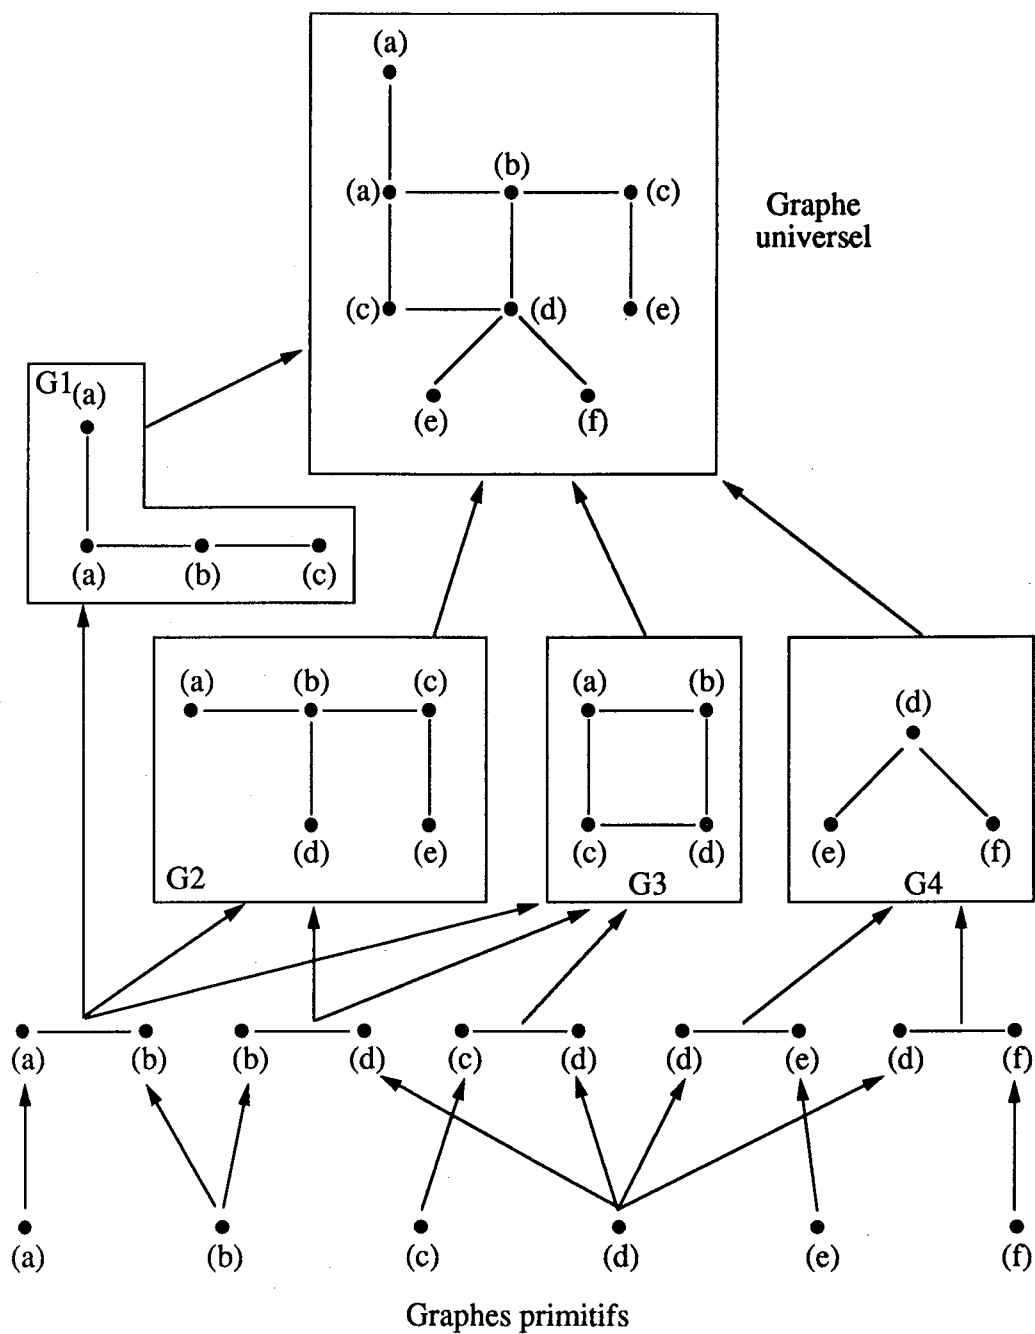 (a)
(b)
(a) (c)
Graphe
universel
(c) (d) (e)
(e) (f)
G1 (a)
(a) (b) (c)
(a) (b) (c)
(d) (e)
G2
(a) (b)
(c) (d)
G3
(d)
(e) (f)
G4
(a) (b) (b) (d) (c) (d) (d) (e) (d) (f)
(a) (b) (c) (d) (e) (f)
Graphes primitifs